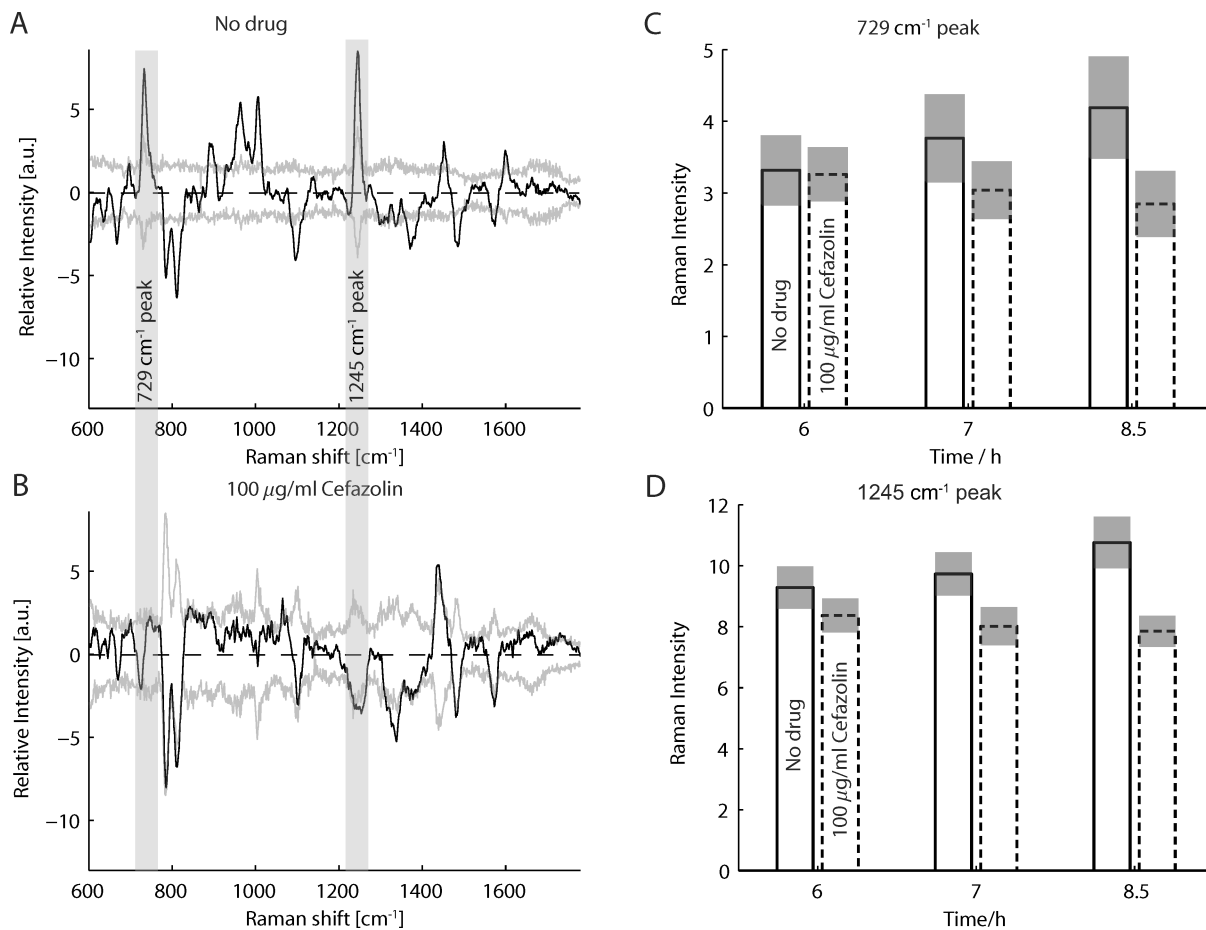 A
No drug
Relative Intensity [a.u.]
5
0
−5
−10
729 cm⁻¹ peak
1245 cm⁻¹ peak
600 800 1000 1200 1400 1600
Raman shift [cm⁻¹]
B
100 μg/ml Cefazolin
Relative Intensity [a.u.]
5
0
−5
−10
600 800 1000 1200 1400 1600
Raman shift [cm⁻¹]
C
729 cm⁻¹ peak
Raman Intensity
5
4
3
2
1
0
No drug
100 μg/ml Cefazolin
6 7 8.5
Time / h
D
1245 cm⁻¹ peak
Raman Intensity
12
10
8
6
4
2
0
No drug
100 μg/ml Cefazolin
6 7 8.5
Time/h